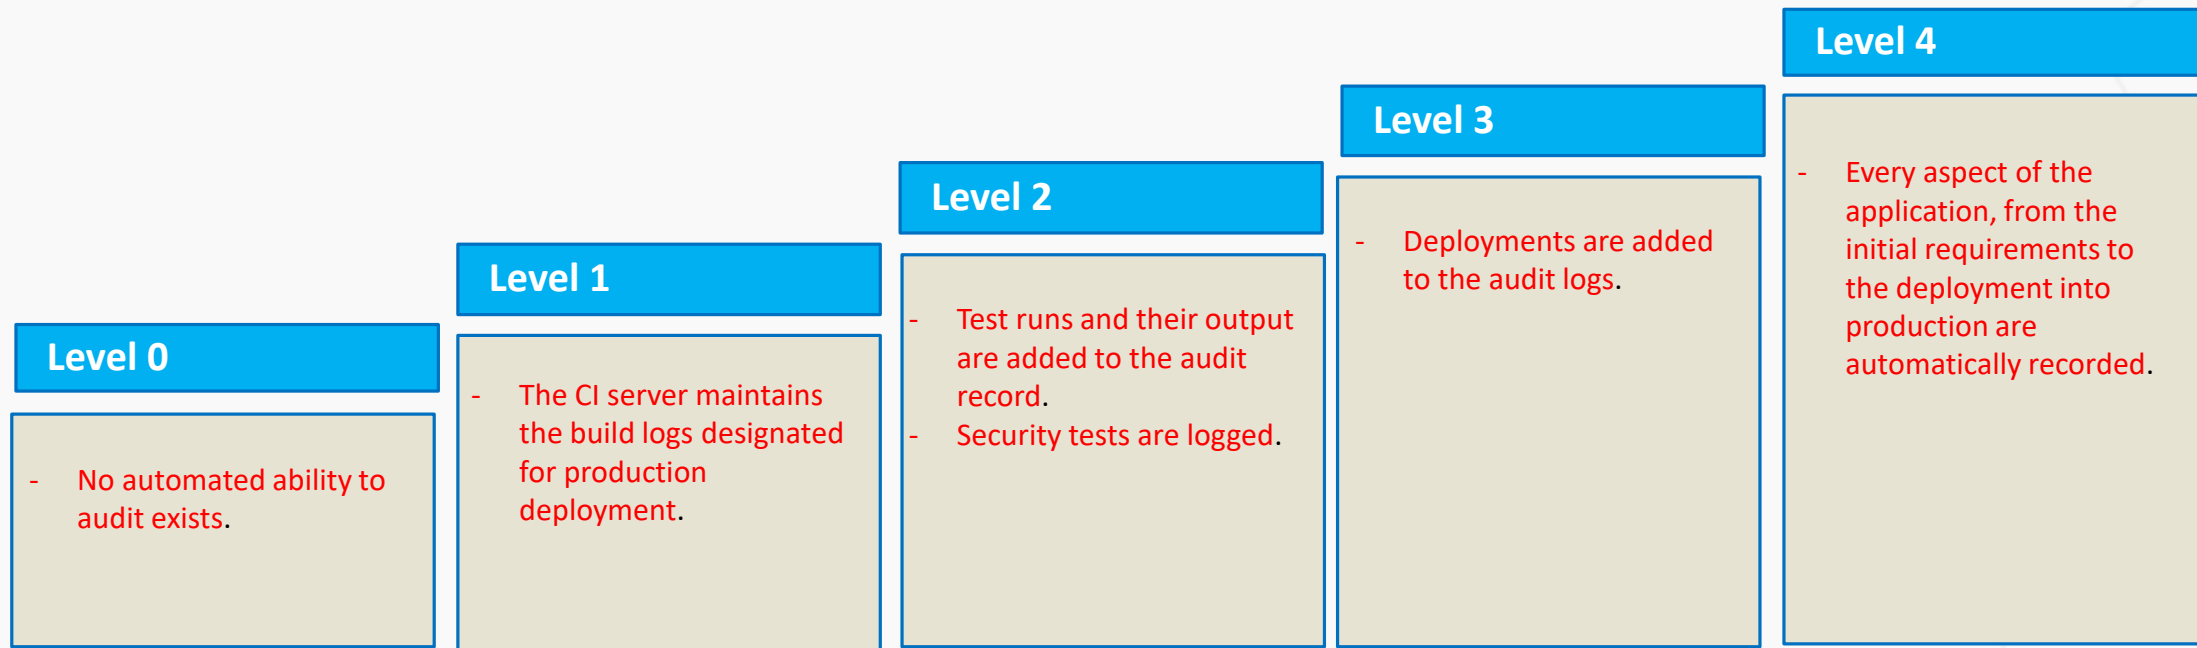 Level 0
- No automated ability to
audit exists.
Level 1
- The CI server maintains
the build logs designated
for production
deployment.
Level 2
- Test runs and their output
are added to the audit
record.
- Security tests are logged.
Level 3
- Deployments are added
to the audit logs.
Level 4
- Every aspect of the
application, from the
initial requirements to
the deployment into
production are
automatically recorded.